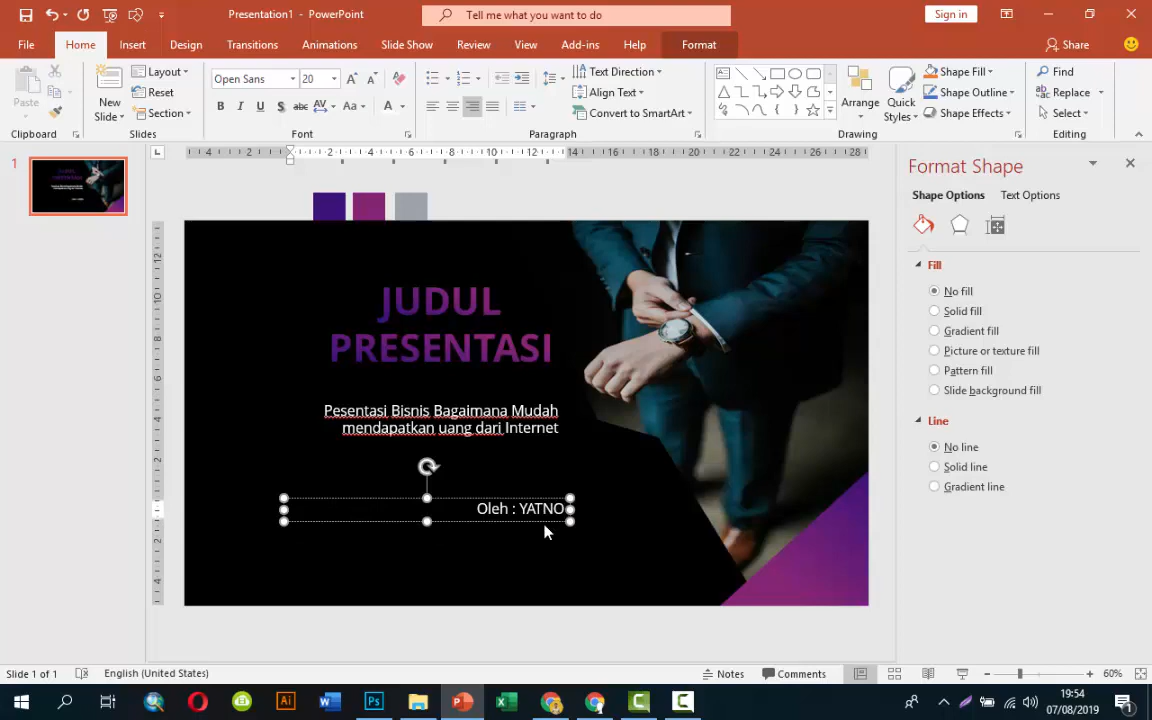 Presentation1 - PowerPoint
Tell me what you want to do
Sign in
File Home Insert Design Transitions Animations Slide Show Review View Add-ins Help Format Share
Paste
New Slide
Layout
Reset
Section
Open Sans 20
B I U S abc AV Aa A
Text Direction
Align Text
Convert to SmartArt
Arrange
Quick Styles
Shape Fill
Shape Outline
Shape Effects
Find
Replace
Select
Clipboard Slides Font Paragraph Drawing Editing
1
JUDUL
PRESENTASI
Pesentasi Bisnis Bagaimana Mudah
mendapatkan uang dari Internet
Oleh : YATNO
Format Shape
Shape Options Text Options
Fill
No fill
Solid fill
Gradient fill
Picture or texture fill
Pattern fill
Slide background fill
Line
No line
Solid line
Gradient line
Slide 1 of 1 English (United States) Notes Comments 60%
19:54
07/08/2019